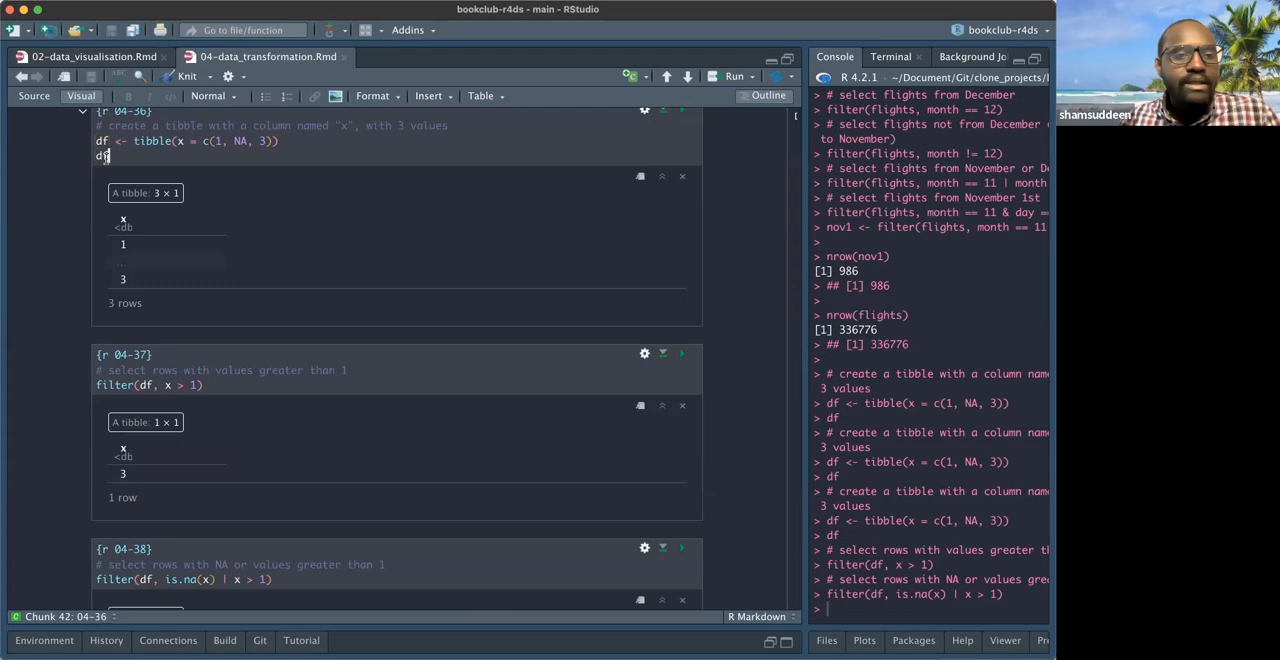 bookclub-r4ds - main - RStudio
Go to file/function
Addins
bookclub-r4ds
02-data_visualisation.Rmd
04-data_transformation.Rmd
Knit
Run
Source
Visual
Normal
Format
Insert
Table
Outline
{r 04-36}
# create a tibble with a column named "x", with 3 values
df <- tibble(x = c(1, NA, 3))
df
A tibble: 3 × 1
x
<db
1
...
3
3 rows
{r 04-37}
# select rows with values greater than 1
filter(df, x > 1)
A tibble: 1 × 1
x
<db
3
1 row
{r 04-38}
# select rows with NA or values greater than 1
filter(df, is.na(x) | x > 1)
Chunk 42: 04-36
R Markdown
Environment
History
Connections
Build
Git
Tutorial
Console
Terminal
Background Jo
R 4.2.1 · ~/Document/Git/clone_projects/
> # select flights from December
> filter(flights, month == 12)
> # select flights not from December
to November)
> filter(flights, month != 12)
> # select flights from November or D
> filter(flights, month == 11 | month
> # select flights from November 1st
> filter(flights, month == 11 & day =
> nov1 <- filter(flights, month == 11
>
> nrow(nov1)
[1] 986
> ## [1] 986
>
> nrow(flights)
[1] 336776
> ## [1] 336776
>
> # create a tibble with a column nam
3 values
> df <- tibble(x = c(1, NA, 3))
> df
> # create a tibble with a column nam
3 values
> df <- tibble(x = c(1, NA, 3))
> df
> # create a tibble with a column nam
3 values
> df <- tibble(x = c(1, NA, 3))
> df
> # select rows with values greater th
> filter(df, x > 1)
> # select rows with NA or values gre
> filter(df, is.na(x) | x > 1)
>
Files
Plots
Packages
Help
Viewer
Pr
shamsuddeen